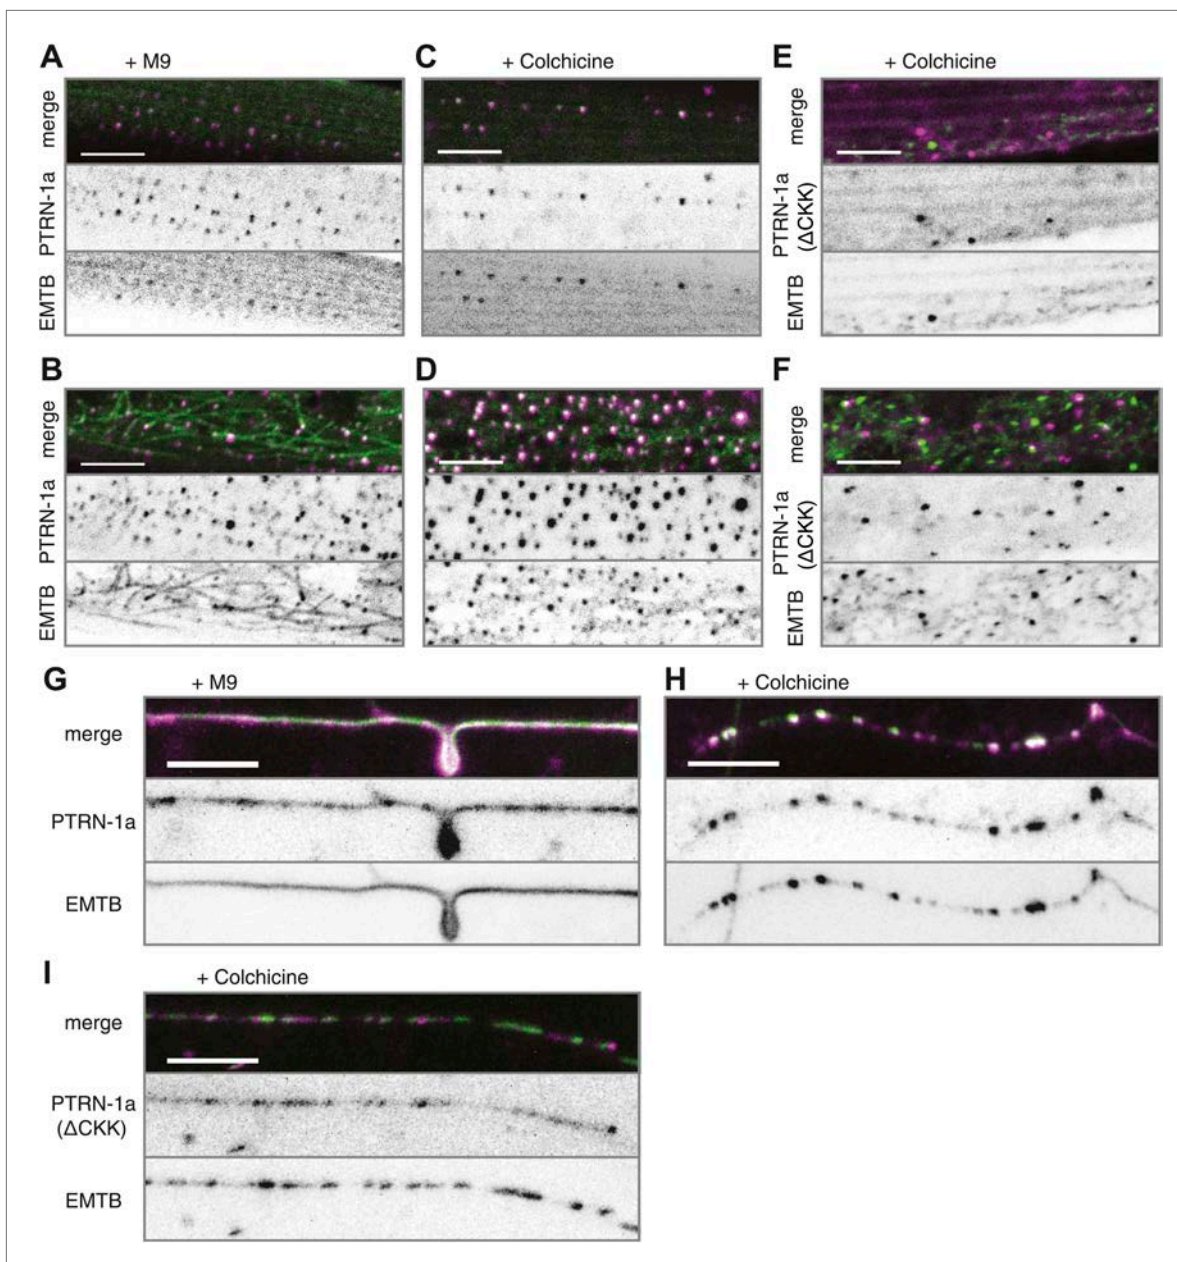 A + M9
merge
PTRN-1a
EMTB
C + Colchicine
merge
PTRN-1a
EMTB
E + Colchicine
merge
PTRN-1a
(ΔCKK)
EMTB
B
merge
PTRN-1a
EMTB
D
merge
PTRN-1a
EMTB
F
merge
PTRN-1a
(ΔCKK)
EMTB
G + M9
merge
PTRN-1a
EMTB
H + Colchicine
I + Colchicine
merge
PTRN-1a
(ΔCKK)
EMTB